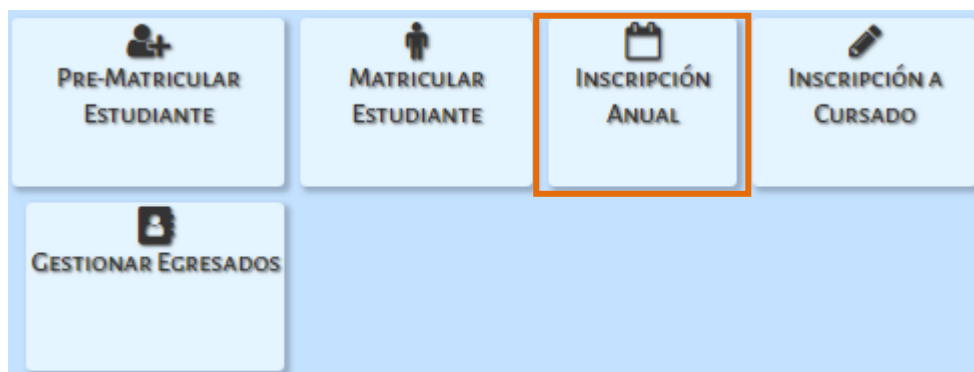 Pre-Matricular
Estudiante
Matricular
Estudiante
Inscripción
Anual
Inscripción a
Cursado
Gestionar Egresados